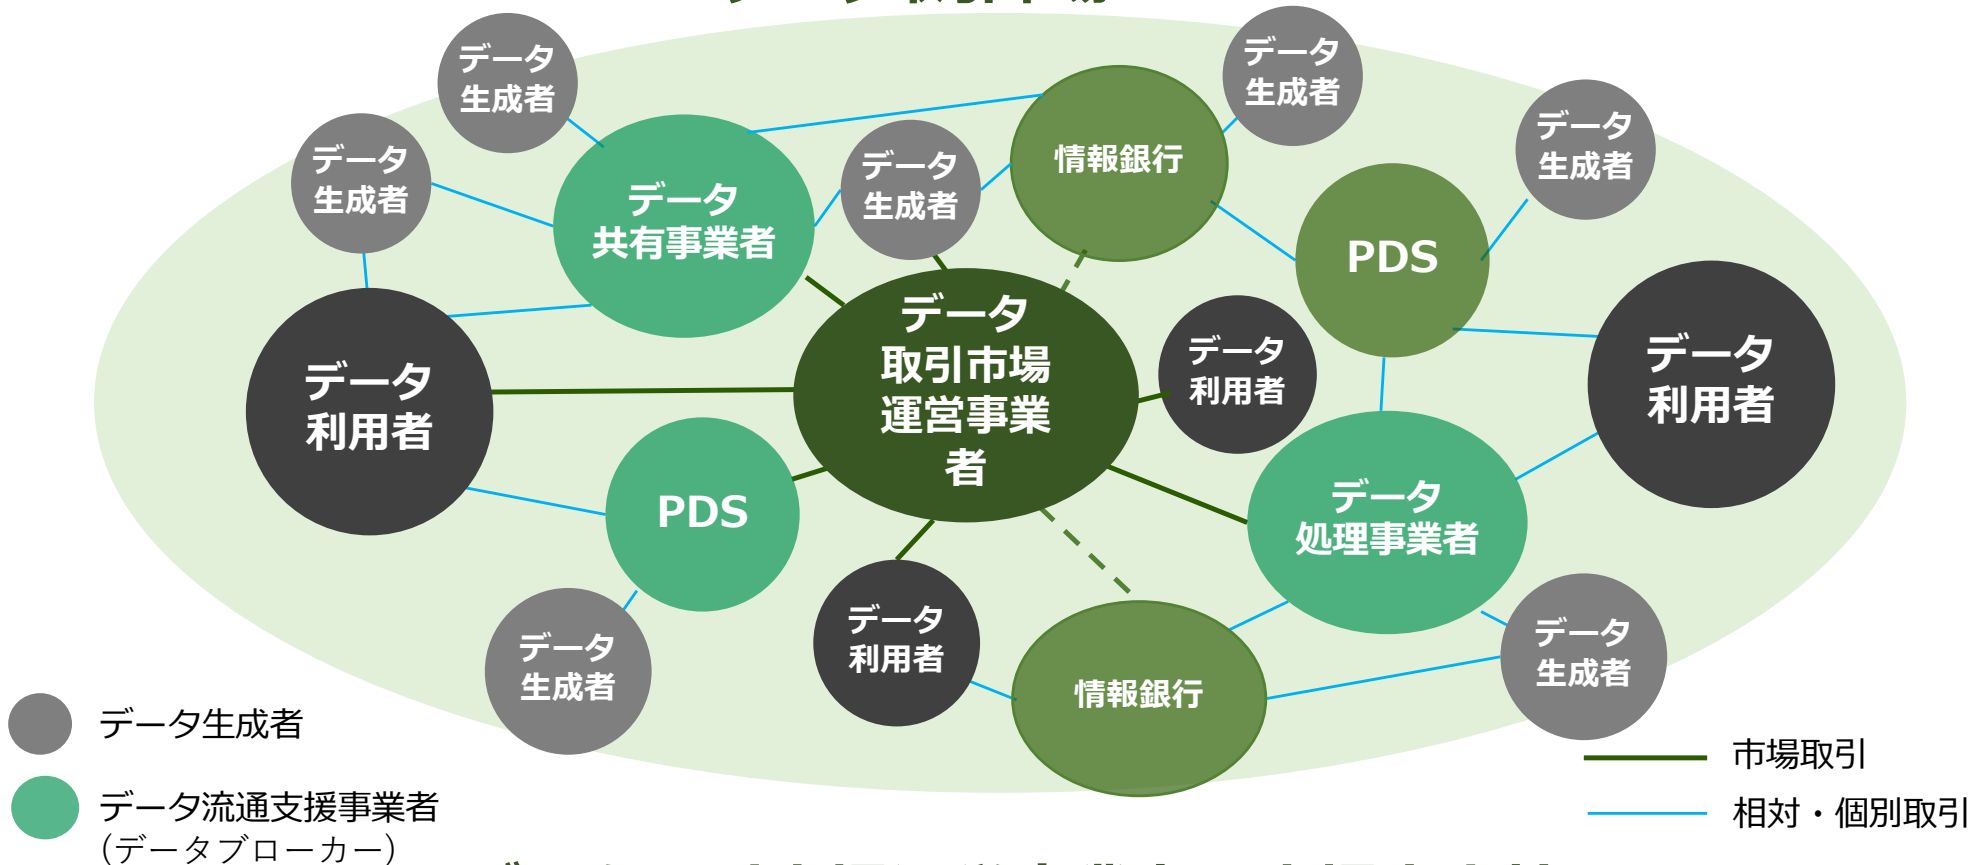 データ
生成者
データ
生成者
データ
生成者
データ
生成者
データ
生成者
情報銀行
データ
共有事業者
PDS
データ
取引市場
運営事業
者
データ
利用者
データ
利用者
データ
利用者
PDS
データ
処理事業者
データ
利用者
データ
生成者
情報銀行
データ
生成者
データ生成者
データ流通支援事業者
(データブローカー)
市場取引
相対・個別取引